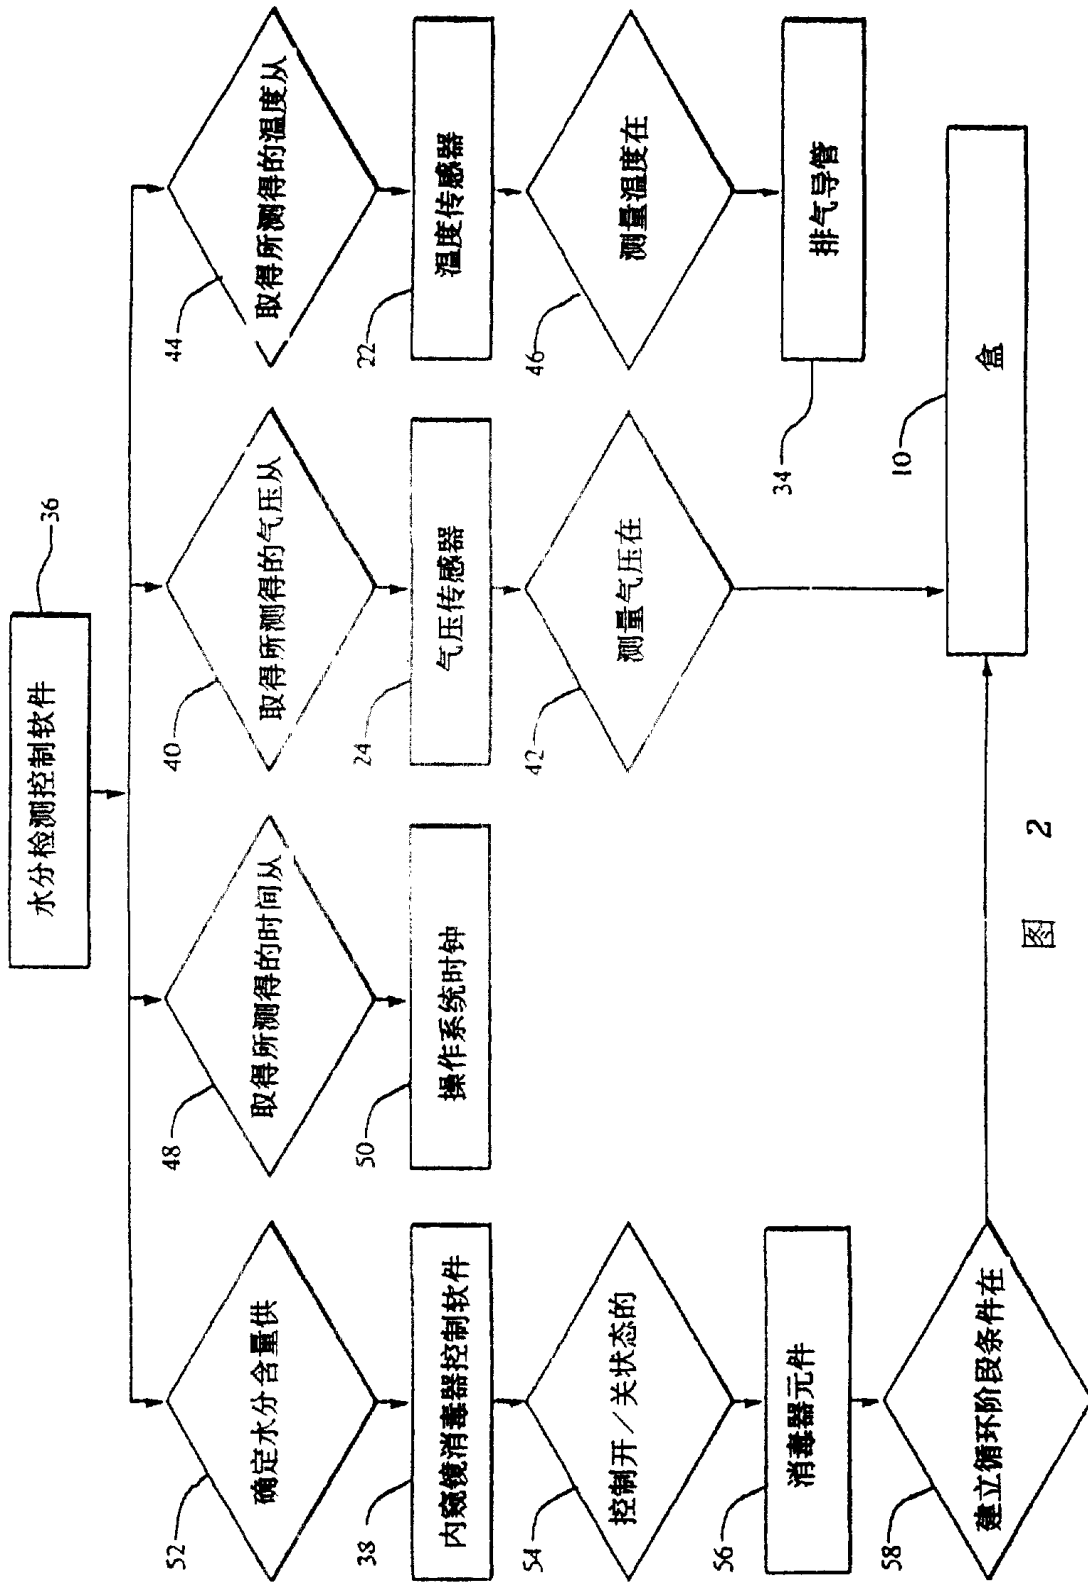 水分检测控制软件
36
确定水分含量供
52
取得所测得的时间从
48
取得所测得的气压从
40
取得所测得的温度从
44
内窥镜消毒器控制软件
38
操作系统时钟
50
气压传感器
24
温度传感器
22
控制开／关状态的
54
测量气压在
42
测量温度在
46
消毒器元件
56
排气导管
34
建立循环阶段条件在
58
盒
10
图 2